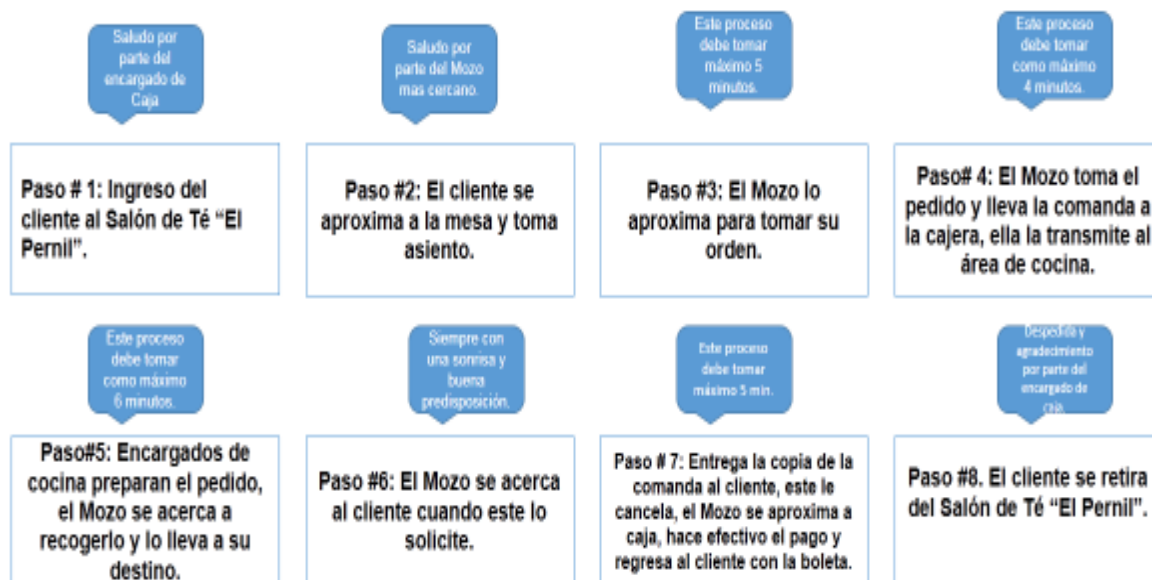 Saludo por
parte del
encargado de
Caja
Saludo por
parte del Mozo
mas cercano.
Este proceso
debe tomar
máximo 5
minutos.
Este proceso
debe tomar
como máximo
4 minutos.
Paso # 1: Ingreso del
cliente al Salón de Té “El
Pernil”.
Paso #2: El cliente se
aproxima a la mesa y toma
asiento.
Paso #3: El Mozo lo
aproxima para tomar su
orden.
Paso# 4: El Mozo toma el
pedido y lleva la comanda a
la cajera, ella la transmite al
área de cocina.
Este proceso
debe tomar
como máximo
6 minutos.
Siempre con
una sonrisa y
buena
predisposición.
Este proceso
debe tomar
máximo 5 min.
Despedida y
agradecimiento
por parte del
encargado de
caja.
Paso#5: Encargados de
cocina preparan el pedido,
el Mozo se acerca a
recogerlo y lo lleva a su
destino.
Paso #6: El Mozo se acerca
al cliente cuando este lo
solicite.
Paso # 7: Entrega la copia de la
comanda al cliente, este le
cancela, el Mozo se aproxima a
caja, hace efectivo el pago y
regresa al cliente con la boleta.
Paso #8. El cliente se retira
del Salón de Té “El Pernil”.